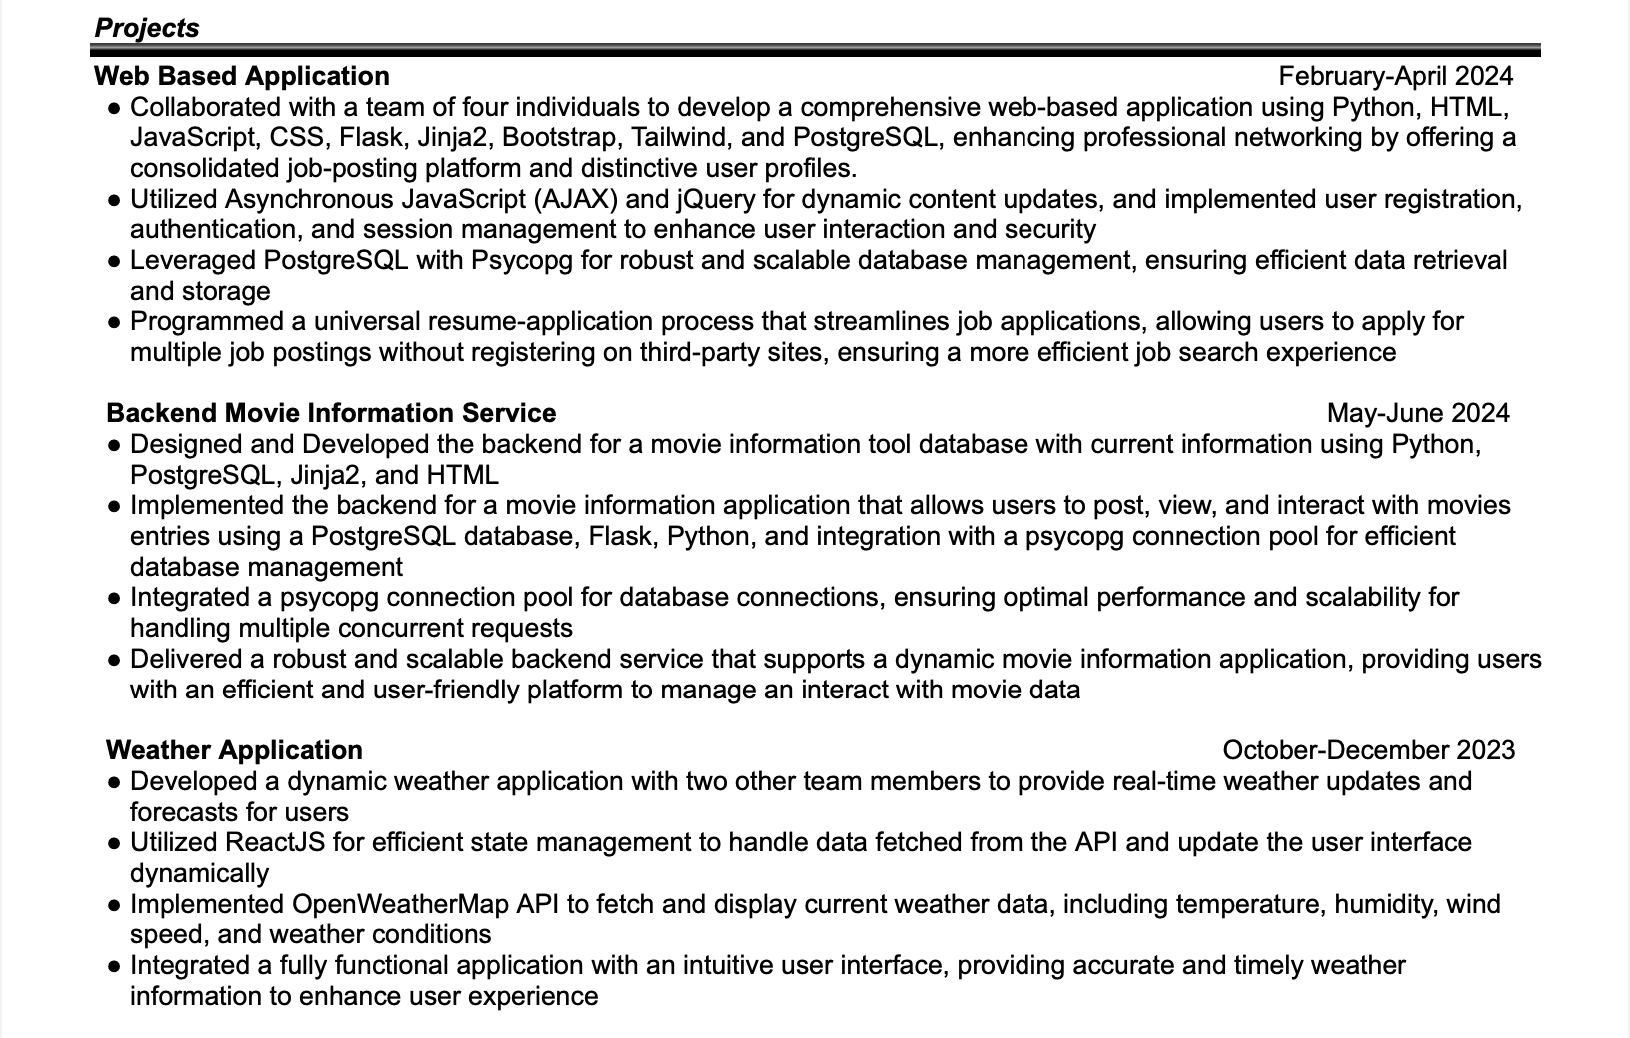 Projects
Web Based Application February-April 2024
● Collaborated with a team of four individuals to develop a comprehensive web-based application using Python, HTML,
JavaScript, CSS, Flask, Jinja2, Bootstrap, Tailwind, and PostgreSQL, enhancing professional networking by offering a
consolidated job-posting platform and distinctive user profiles.
● Utilized Asynchronous JavaScript (AJAX) and jQuery for dynamic content updates, and implemented user registration,
authentication, and session management to enhance user interaction and security
● Leveraged PostgreSQL with Psycopg for robust and scalable database management, ensuring efficient data retrieval
and storage
● Programmed a universal resume-application process that streamlines job applications, allowing users to apply for
multiple job postings without registering on third-party sites, ensuring a more efficient job search experience
Backend Movie Information Service May-June 2024
● Designed and Developed the backend for a movie information tool database with current information using Python,
PostgreSQL, Jinja2, and HTML
● Implemented the backend for a movie information application that allows users to post, view, and interact with movies
entries using a PostgreSQL database, Flask, Python, and integration with a psycopg connection pool for efficient
database management
● Integrated a psycopg connection pool for database connections, ensuring optimal performance and scalability for
handling multiple concurrent requests
● Delivered a robust and scalable backend service that supports a dynamic movie information application, providing users
with an efficient and user-friendly platform to manage an interact with movie data
Weather Application October-December 2023
● Developed a dynamic weather application with two other team members to provide real-time weather updates and
forecasts for users
● Utilized ReactJS for efficient state management to handle data fetched from the API and update the user interface
dynamically
● Implemented OpenWeatherMap API to fetch and display current weather data, including temperature, humidity, wind
speed, and weather conditions
● Integrated a fully functional application with an intuitive user interface, providing accurate and timely weather
information to enhance user experience